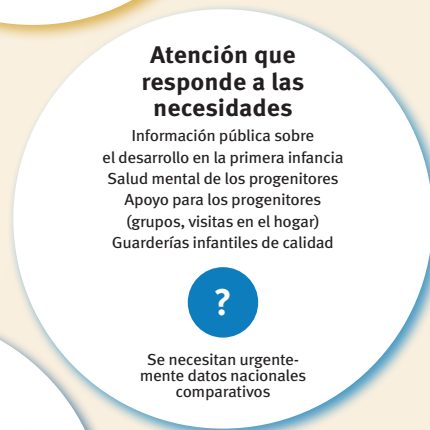 Atención que
responde a las
necesidades
Información pública sobre
el desarrollo en la primera infancia
Salud mental de los progenitores
Apoyo para los progenitores
(grupos, visitas en el hogar)
Guarderías infantiles de calidad
?
Se necesitan urgente-
mente datos nacionales
comparativos